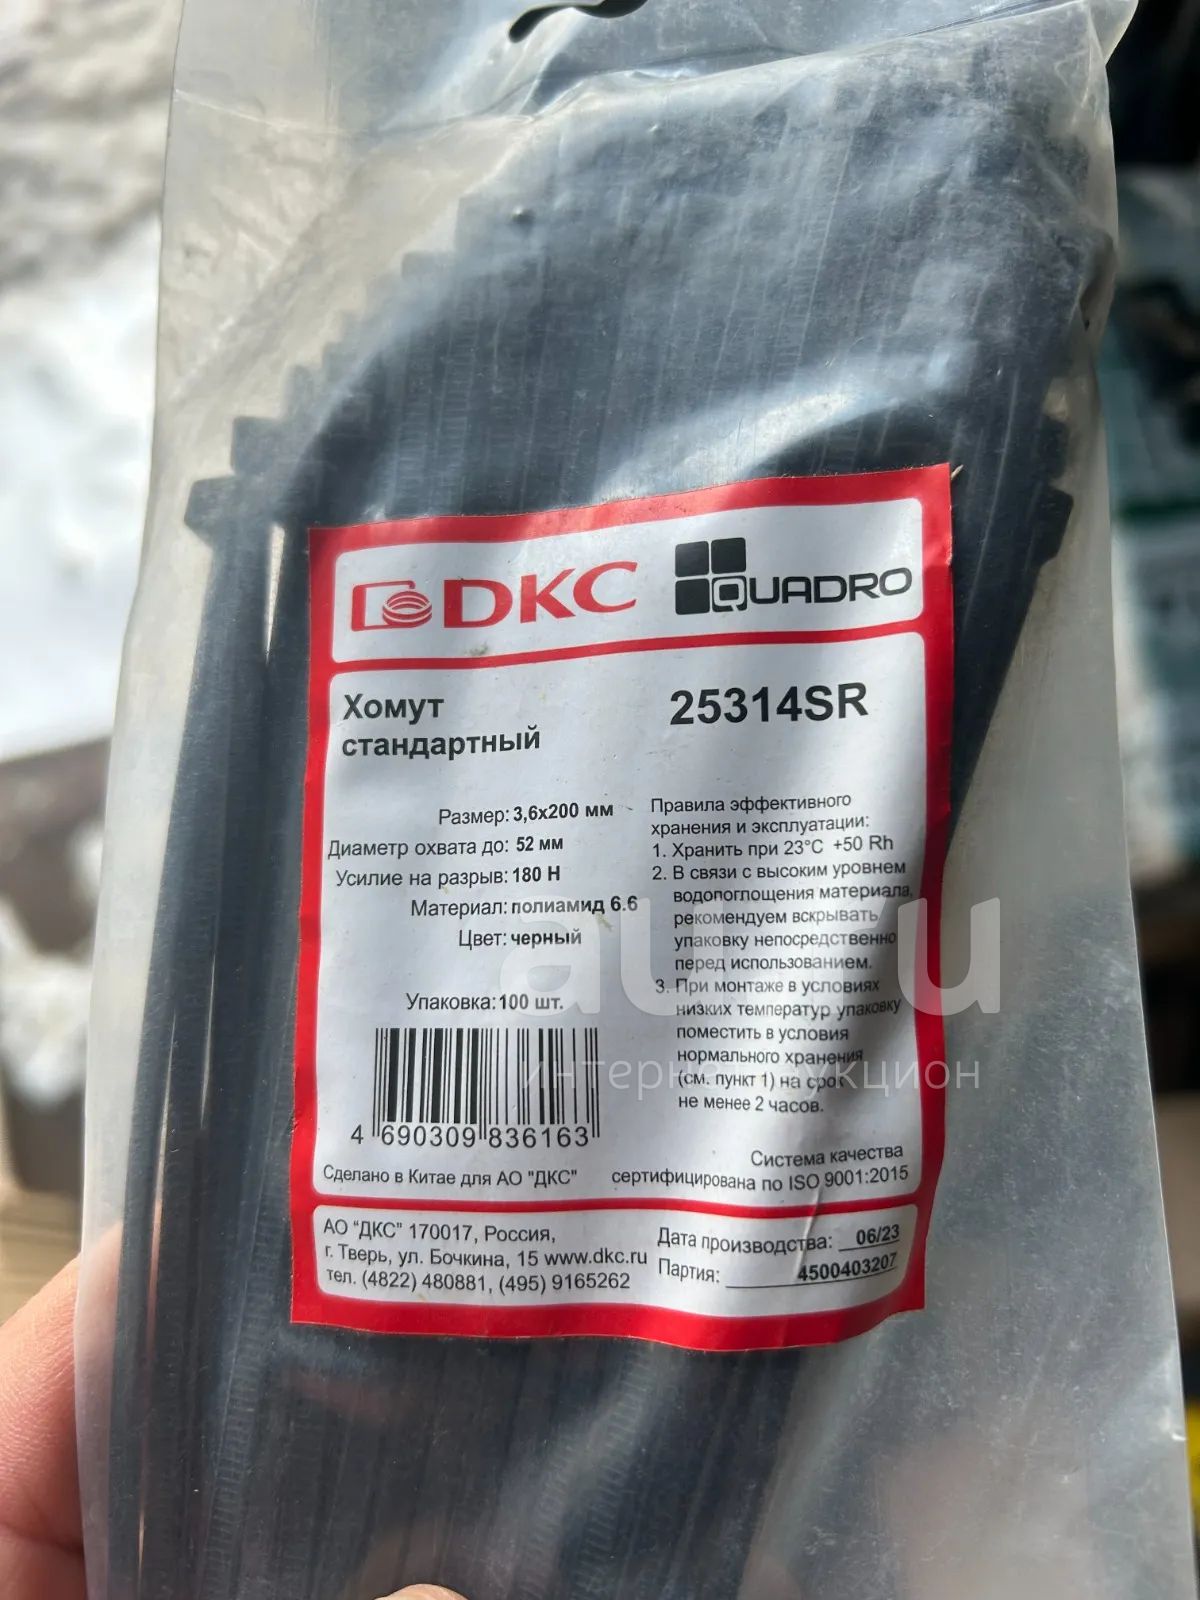 DKC QUADRO
Хомут
стандартный
25314SR
Размер: 3,6x200 мм
Диаметр охвата до: 52 мм
Усилие на разрыв: 180 Н
Материал: полиамид 6.6
Цвет: черный
Упаковка: 100 шт.
4 690309 836163
Сделано в Китае для АО "ДКС"
Правила эффективного
хранения и эксплуатации:
1. Хранить при 23°C +50 Rh
2. В связи с высоким уровнем
водопоглощения материала,
рекомендуем вскрывать
упаковку непосредственно
перед использованием.
3. При монтаже в условиях
низких температур упаковку
поместить в условия
нормального хранения
(см. пункт 1) на срок
не менее 2 часов.
Система качества
сертифицирована по ISO 9001:2015
АО "ДКС" 170017, Россия,
г. Тверь, ул. Бочкина, 15 www.dkc.ru
тел. (4822) 480881, (495) 9165262
Дата производства: 06/23
Партия: 4500403207
au.ru
интернет-аукцион